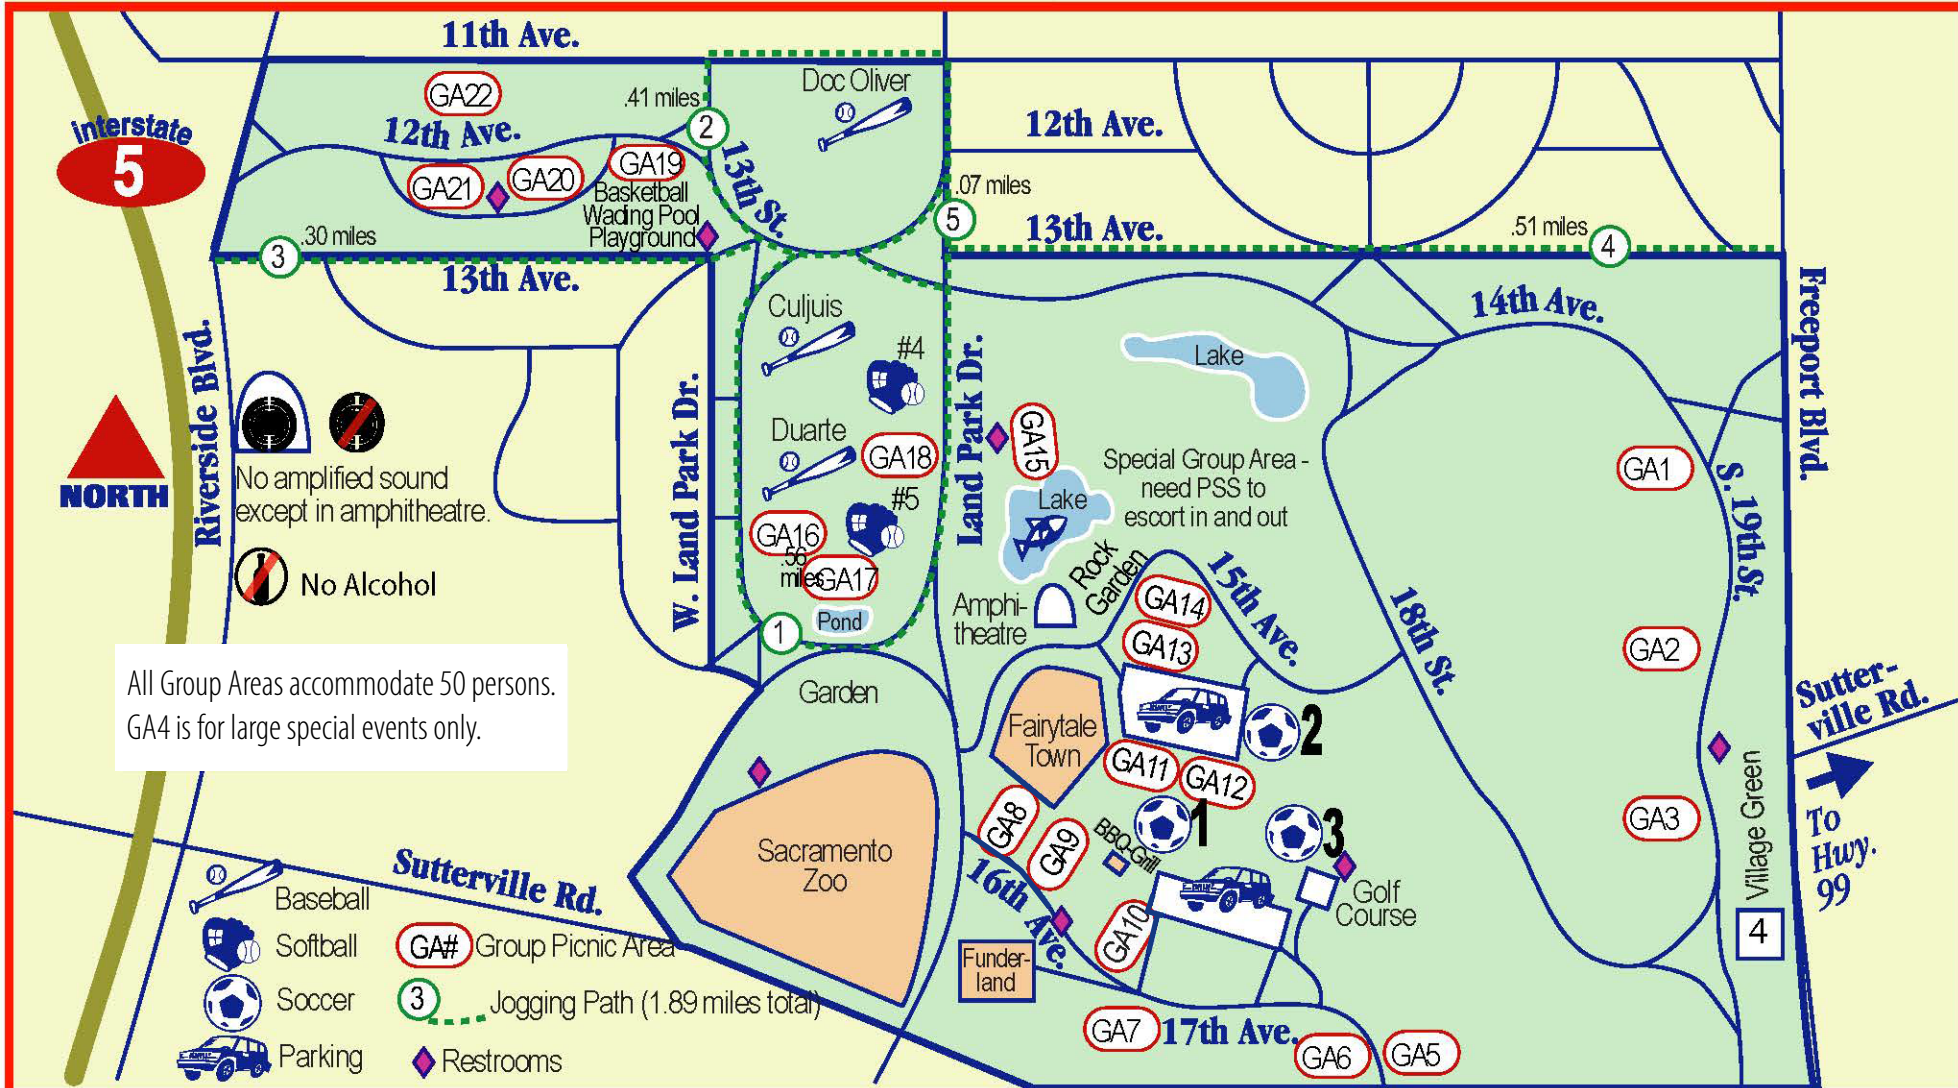 11th Ave.
Doc Oliver
GA22
.41 miles
2
12th Ave.
12th Ave.
interstate
5
GA21
GA20
GA19
Basketball
Wading Pool
Playground
13th St.
.07 miles
5
13th Ave.
.51 miles
4
.30 miles
3
13th Ave.
14th Ave.
Culjuis
#4
Lake
Riverside Blvd.
W. Land Park Dr.
Land Park Dr.
Freeport Blvd.
NORTH
No amplified sound
except in amphitheatre.
No Alcohol
Duarte
GA18
#5
GA15
Lake
Special Group Area -
need PSS to
escort in and out
GA1
S. 19th St.
GA16
.56
miles
GA17
Pond
1
Rock
Garden
Amphi-
theatre
GA14
GA13
15th Ave.
18th St.
GA2
All Group Areas accommodate 50 persons.
GA4 is for large special events only.
Garden
Fairytale
Town
2
GA11
GA12
Sutter-
ville Rd.
To
Hwy.
99
Village Green
4
GA3
GA8
GA9
BBQ-Grill
1
3
Sacramento
Zoo
16th Ave.
GA10
Golf
Course
Funder-
land
Sutterville Rd.
GA7
17th Ave.
GA6
GA5
Baseball
Softball
GA#
Group Picnic Area
Soccer
3
Jogging Path (1.89 miles total)
Parking
Restrooms